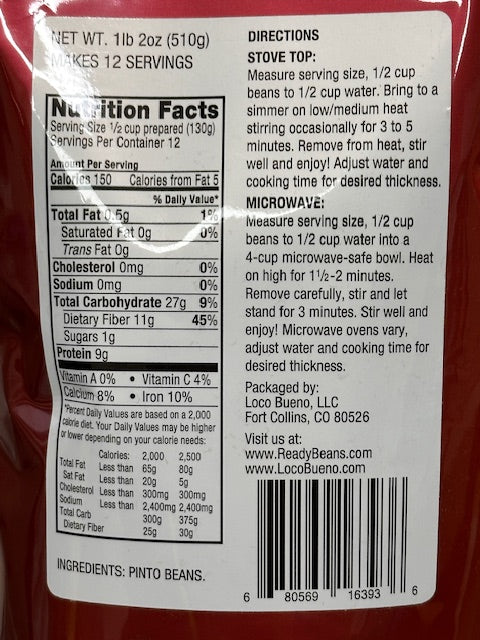 NET WT. 1lb 2oz (510g)
MAKES 12 SERVINGS
Nutrition Facts
Serving Size 1/2 cup prepared (130g)
Servings Per Container 12
Amount Per Serving
Calories 150 Calories from Fat 5
% Daily Value*
Total Fat 0.5g 1%
Saturated Fat 0g 0%
Trans Fat 0g
Cholesterol 0mg 0%
Sodium 0mg 0%
Total Carbohydrate 27g 9%
Dietary Fiber 11g 45%
Sugars 1g
Protein 9g
Vitamin A 0% • Vitamin C 4%
Calcium 8% • Iron 10%
*Percent Daily Values are based on a 2,000
calorie diet. Your Daily Values may be higher
or lower depending on your calorie needs:
Calories: 2,000 2,500
Total Fat Less than 65g 80g
Sat Fat Less than 20g 5g
Cholesterol Less than 300mg 300mg
Sodium Less than 2,400mg 2,400mg
Total Carb 300g 375g
Dietary Fiber 25g 30g
INGREDIENTS: PINTO BEANS.
DIRECTIONS
STOVE TOP:
Measure serving size, 1/2 cup
beans to 1/2 cup water. Bring to a
simmer on low/medium heat
stirring occasionally for 3 to 5
minutes. Remove from heat, stir
well and enjoy! Adjust water and
cooking time for desired thickness.
MICROWAVE:
Measure serving size, 1/2 cup
beans to 1/2 cup water into a
4-cup microwave-safe bowl. Heat
on high for 1 1/2-2 minutes.
Remove carefully, stir and let
stand for 3 minutes. Stir well and
enjoy! Microwave ovens vary,
adjust water and cooking time for
desired thickness.
Packaged by:
Loco Bueno, LLC
Fort Collins, CO 80526
Visit us at:
www.ReadyBeans.com
www.LocoBueno.com
6 80569 16393 6